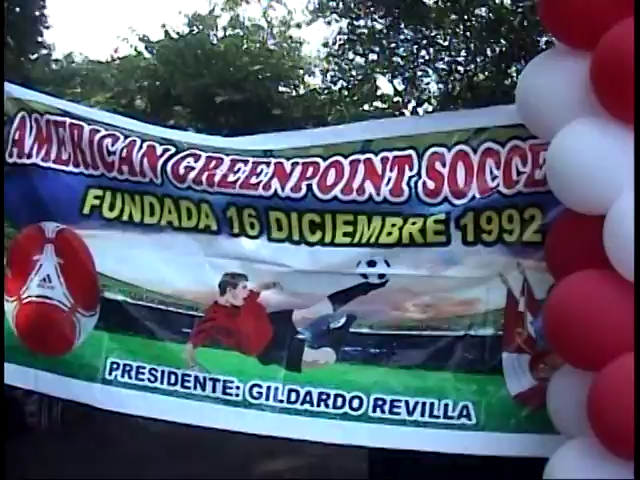 AMERICAN GREENPOINT SOCCE
FUNDADA 16 DICIEMBRE 1992
PRESIDENTE: GILDARDO REVILLA